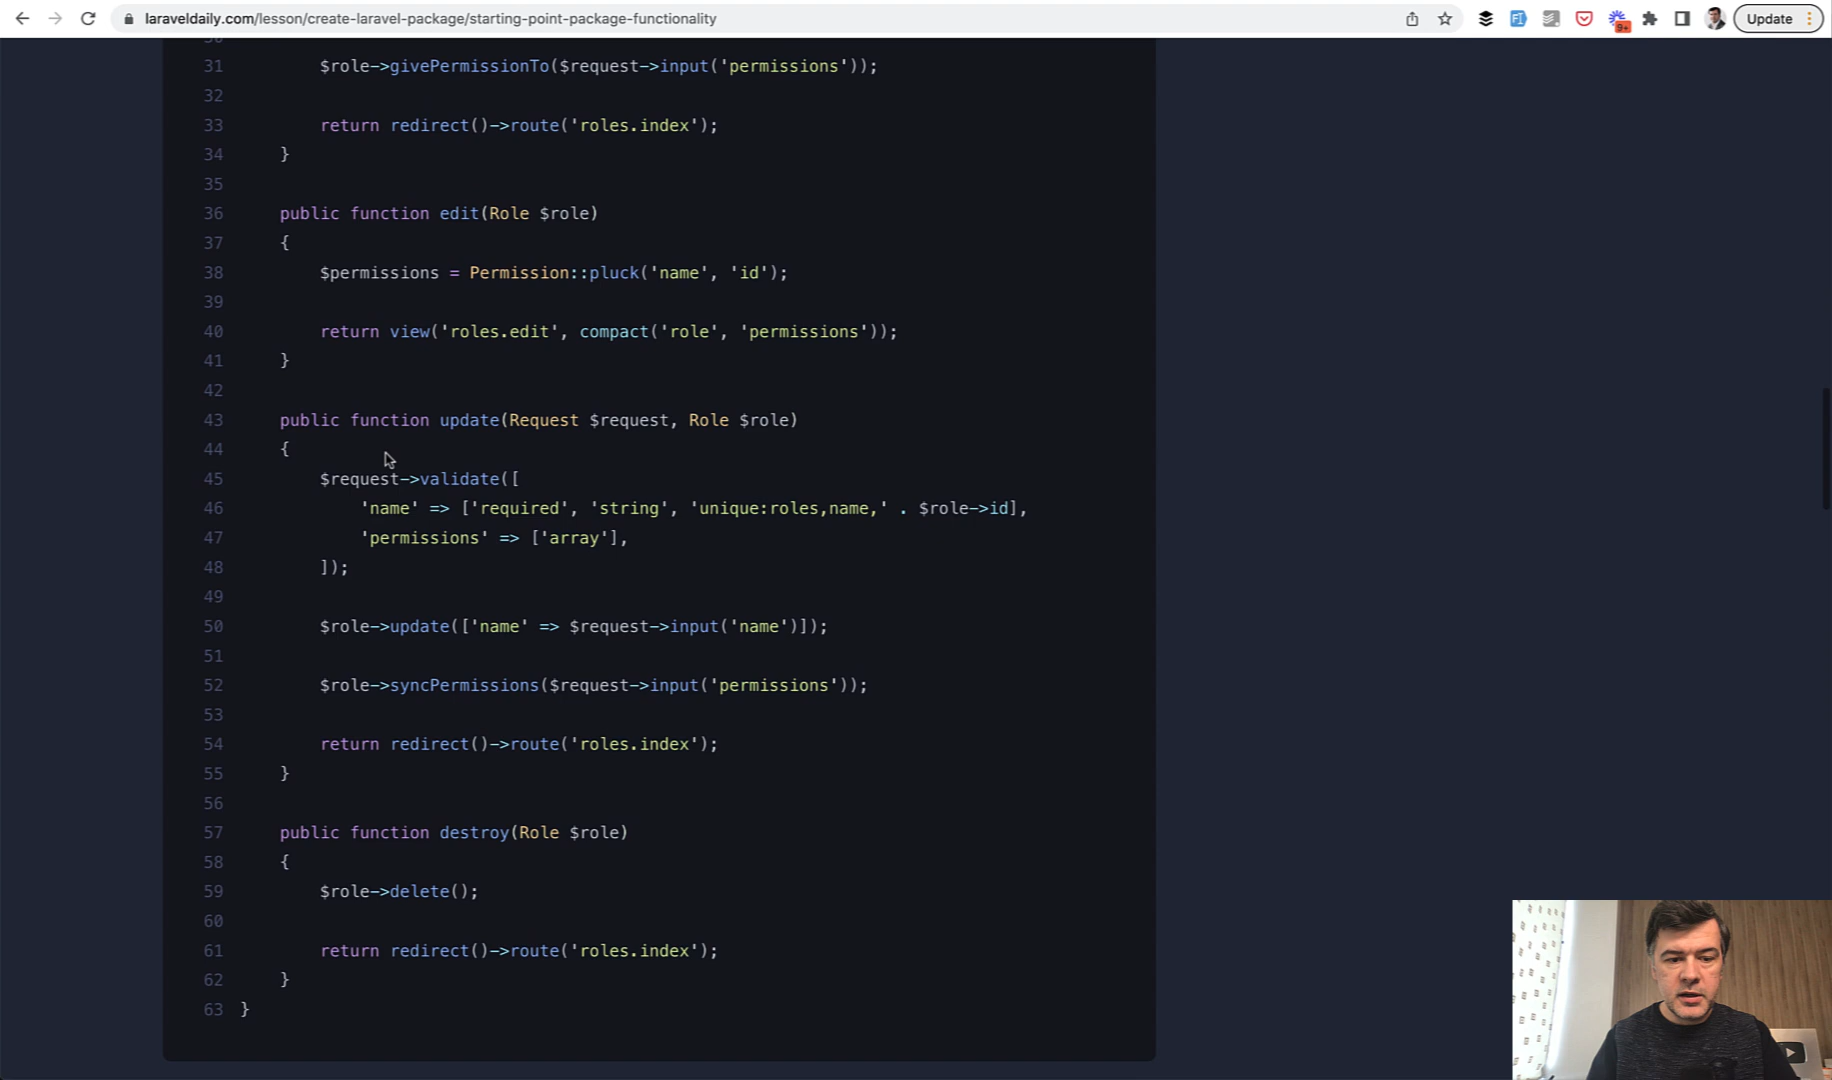 laraveldaily.com/lesson/create-laravel-package/starting-point-package-functionality
9+
Update
31 $role->givePermissionTo($request->input('permissions'));
32
33 return redirect()->route('roles.index');
34 }
35
36 public function edit(Role $role)
37 {
38 $permissions = Permission::pluck('name', 'id');
39
40 return view('roles.edit', compact('role', 'permissions'));
41 }
42
43 public function update(Request $request, Role $role)
44 {
45 $request->validate([
46 'name' => ['required', 'string', 'unique:roles,name,' . $role->id],
47 'permissions' => ['array'],
48 ]);
49
50 $role->update(['name' => $request->input('name')]);
51
52 $role->syncPermissions($request->input('permissions'));
53
54 return redirect()->route('roles.index');
55 }
56
57 public function destroy(Role $role)
58 {
59 $role->delete();
60
61 return redirect()->route('roles.index');
62 }
63 }